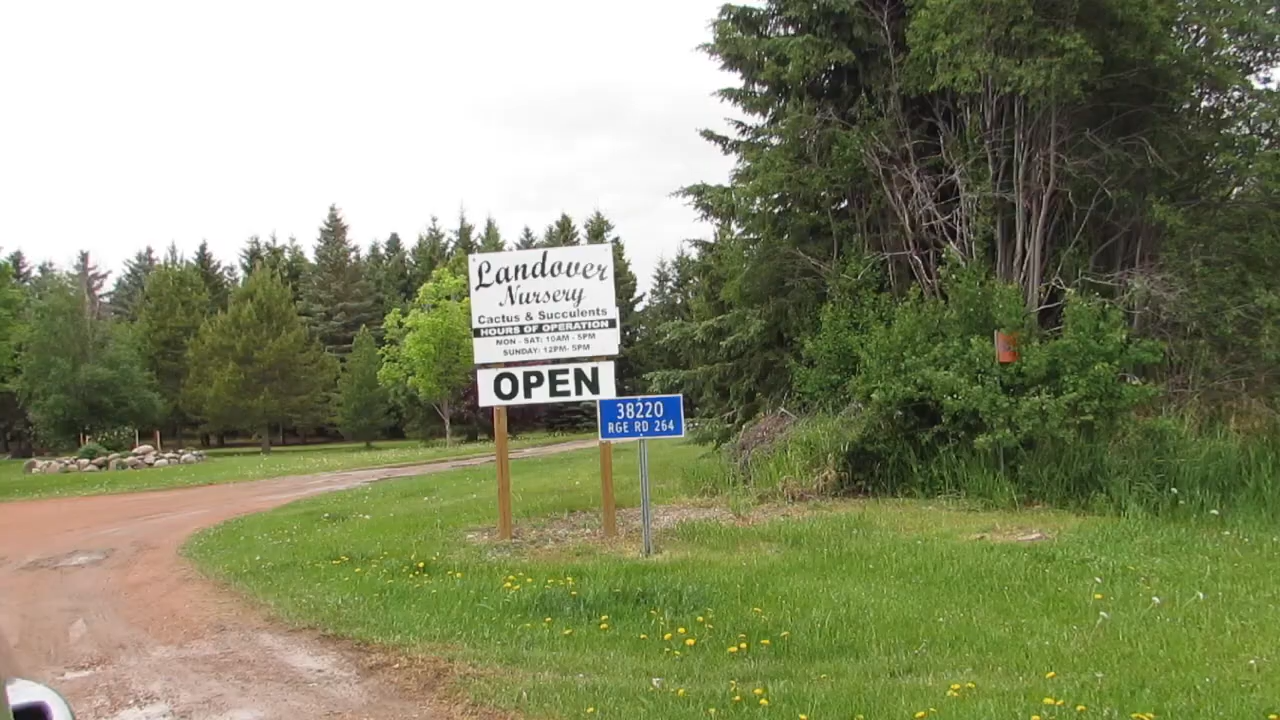 Landover
Nursery
Cactus & Succulents
HOURS OF OPERATION
MON - SAT: 10AM - 5PM
SUNDAY: 12PM- 5PM
OPEN
38220
RGE RD 264